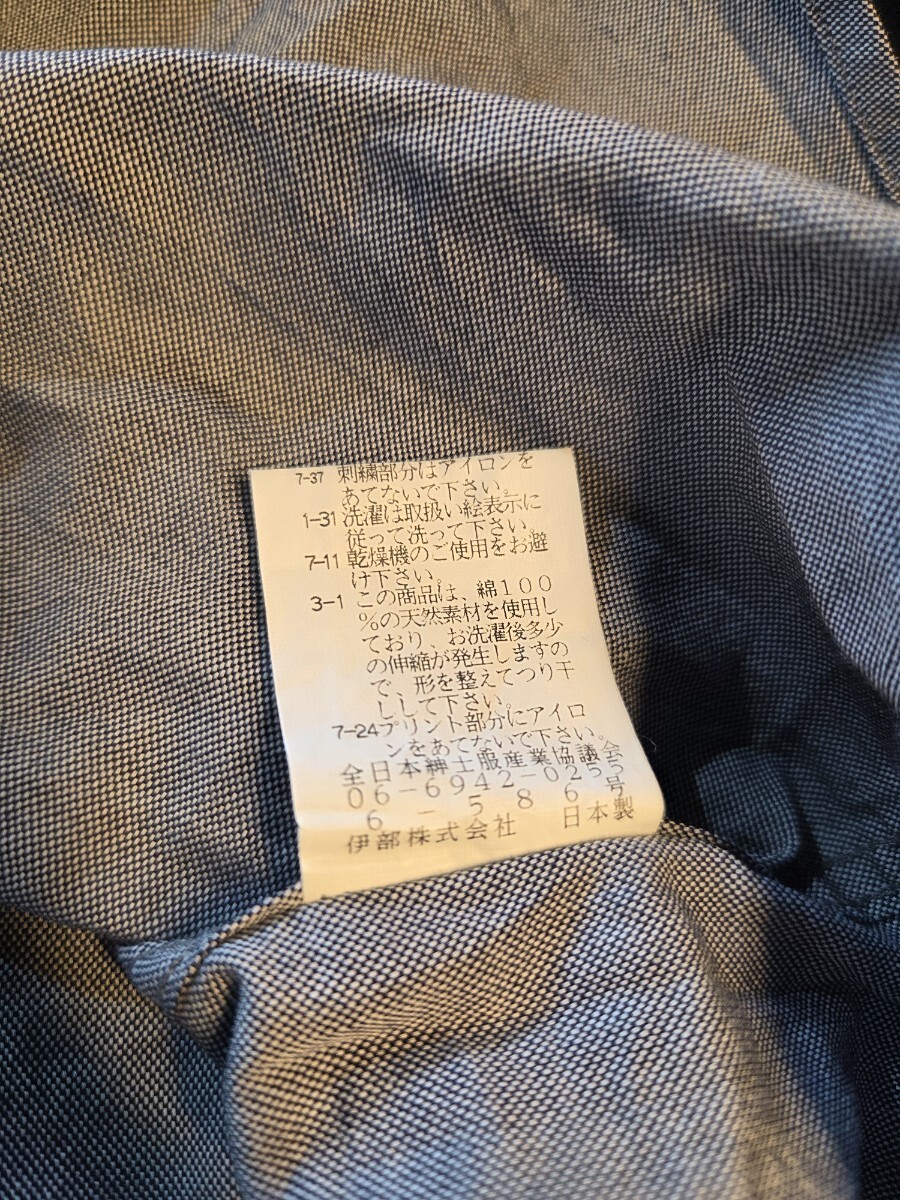 7-37 刺繍部分はアイロンを
あてないで下さい。
1-31 洗濯は取扱い絵表示に
従って洗って下さい。
7-11 乾燥機のご使用をお避
け下さい。
3-1 この商品は、綿100
%の天然素材を使用し
ており、お洗濯後多少
の伸縮が発生しますの
で、形を整えてつり干
しして下さい。
7-24 プリント部分にアイロ
ンをあてないで下さい。
全日本紳士服産業協議会
06-6942-0255
6-586号
伊部株式会社 日本製